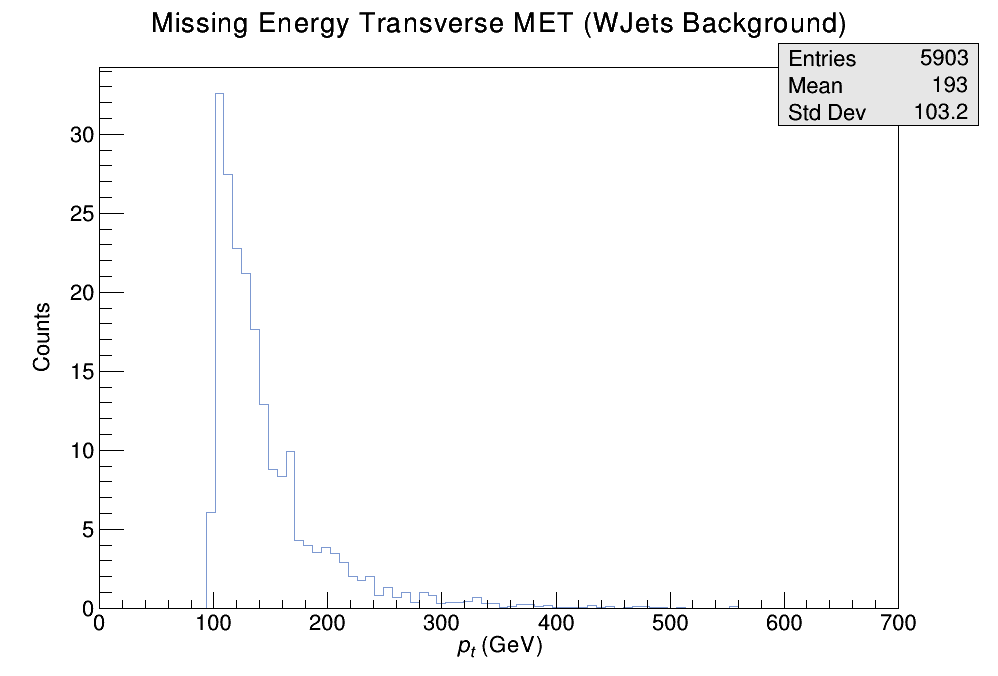 Missing Energy Transverse MET (WJets Background)
Entries 5903
Mean 193
Std Dev 103.2
30
25
20
15
10
5
0
Counts
0 100 200 300 400 500 600 700
p_t (GeV)